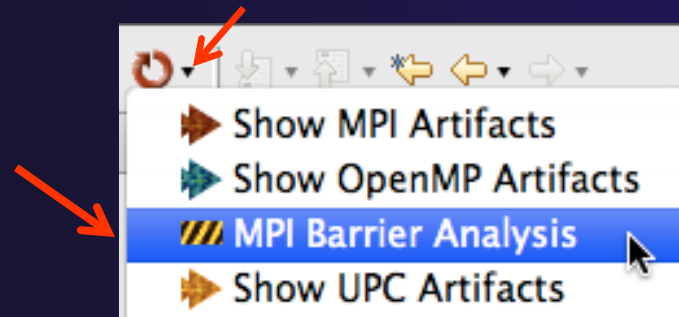 Show MPI Artifacts
Show OpenMP Artifacts
MPI Barrier Analysis
Show UPC Artifacts